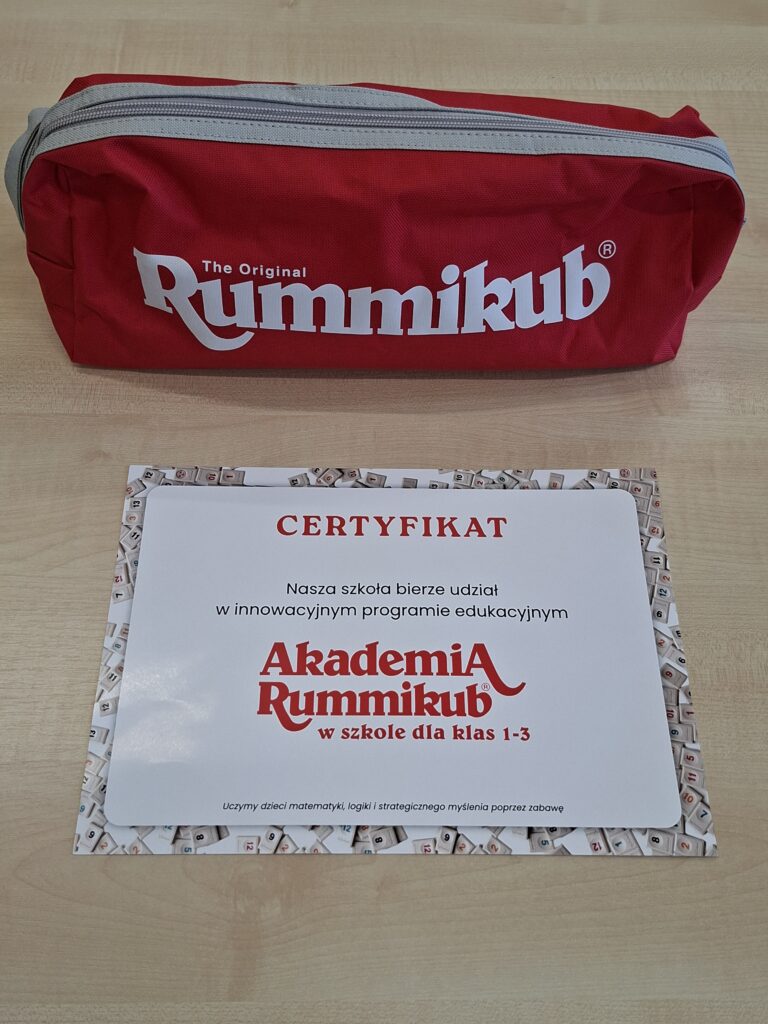 The Original
Rummikub®
CERTYFIKAT
Nasza szkoła bierze udział
w innowacyjnym programie edukacyjnym
AkademiA
Rummikub®
w szkole dla klas 1-3
Uczymy dzieci matematyki, logiki i strategicznego myślenia poprzez zabawę